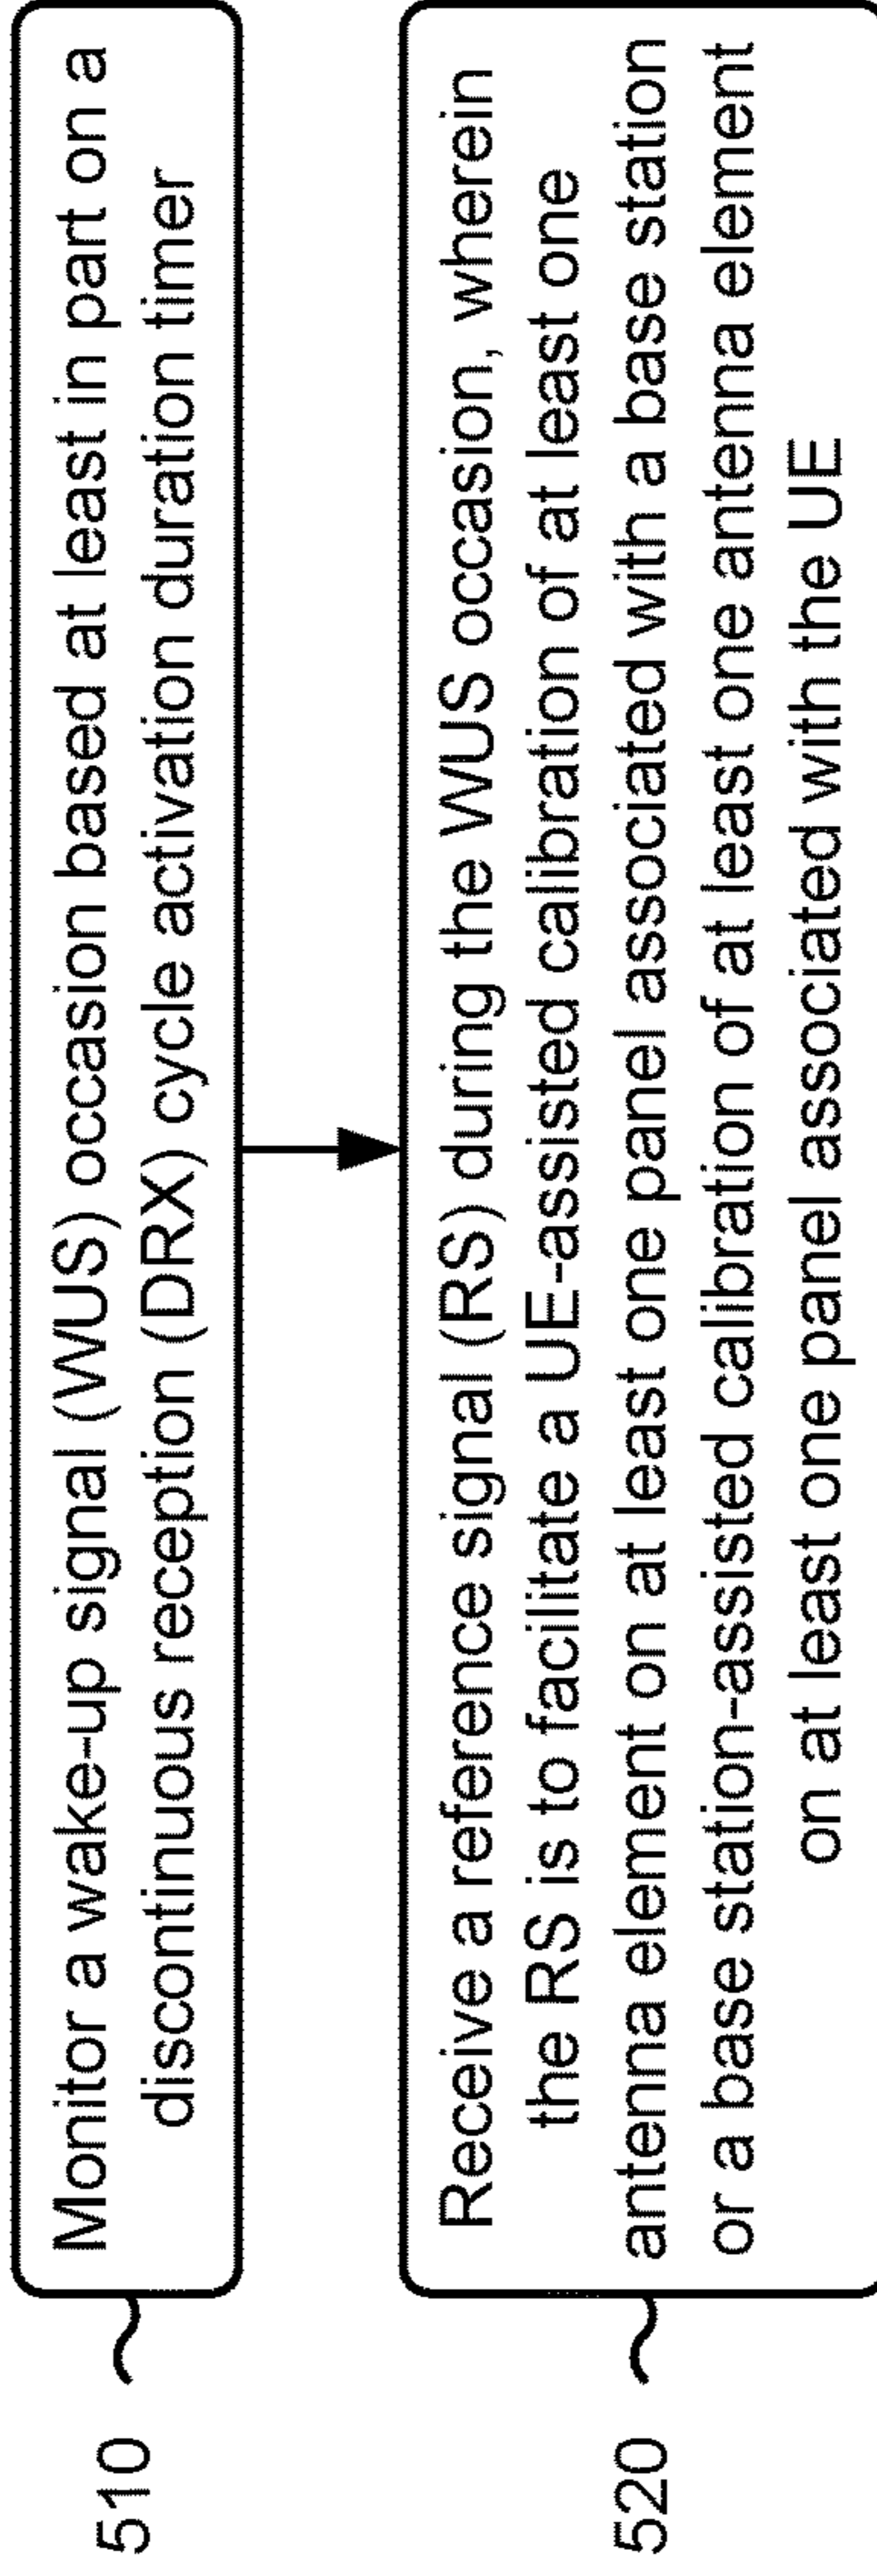 510
Monitor a wake-up signal (WUS) occasion based at least in part on a
discontinuous reception (DRX) cycle activation duration timer
520
Receive a reference signal (RS) during the WUS occasion, wherein
the RS is to facilitate a UE-assisted calibration of at least one
antenna element on at least one panel associated with a base station
or a base station-assisted calibration of at least one antenna element
on at least one panel associated with the UE